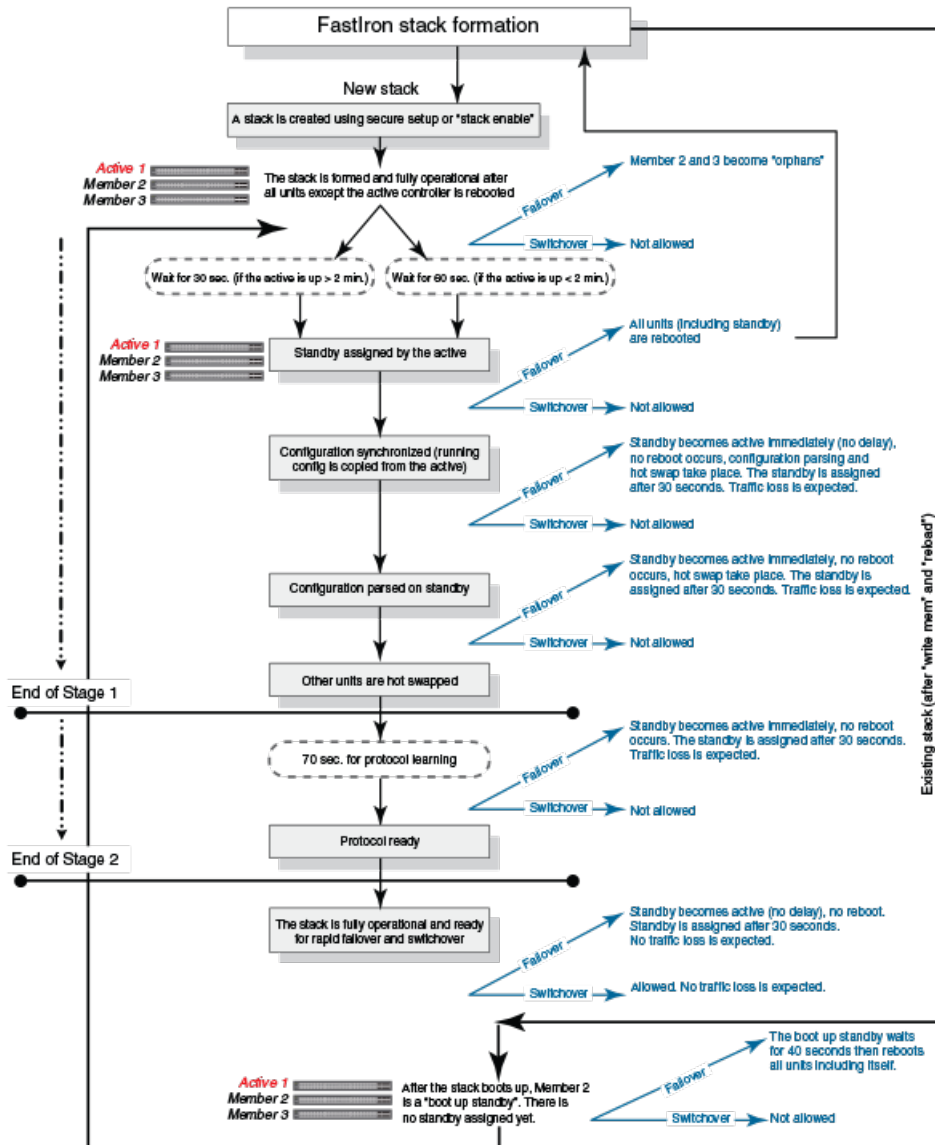 FastIron stack formation
New stack
A stack is created using secure setup or "stack enable"
Active 1
Member 2
Member 3
The stack is formed and fully operational after
all units except the active controller is rebooted
Failover
Member 2 and 3 become "orphans"
Switchover
Not allowed
Wait for 30 sec. (if the active is up > 2 min.)
Wait for 60 sec. (if the active is up < 2 min.)
Active 1
Member 2
Member 3
Standby assigned by the active
Failover
All units (including standby)
are rebooted
Switchover
Not allowed
Configuration synchronized (running
config is copied from the active)
Failover
Standby becomes active immediately (no delay),
no reboot occurs, configuration parsing and
hot swap take place. The standby is assigned
after 30 seconds. Traffic loss is expected.
Switchover
Not allowed
Configuration parsed on standby
Failover
Standby becomes active immediately, no reboot
occurs, hot swap take place. The standby is
assigned after 30 seconds. Traffic loss is expected.
Switchover
Not allowed
Other units are hot swapped
End of Stage 1
70 sec. for protocol learning
Failover
Standby becomes active immediately, no reboot
occurs. The standby is assigned after 30 seconds.
Traffic loss is expected.
Switchover
Not allowed
Protocol ready
End of Stage 2
The stack is fully operational and ready
for rapid failover and switchover
Failover
Standby becomes active (no delay), no reboot.
Standby is assigned after 30 seconds.
No traffic loss is expected.
Switchover
Allowed. No traffic loss is expected.
Existing stack (after "write mem" and "reload")
Active 1
Member 2
Member 3
After the stack boots up, Member 2
is a "boot up standby". There is
no standby assigned yet.
Failover
The boot up standby waits
for 40 seconds then reboots
all units including itself.
Switchover
Not allowed